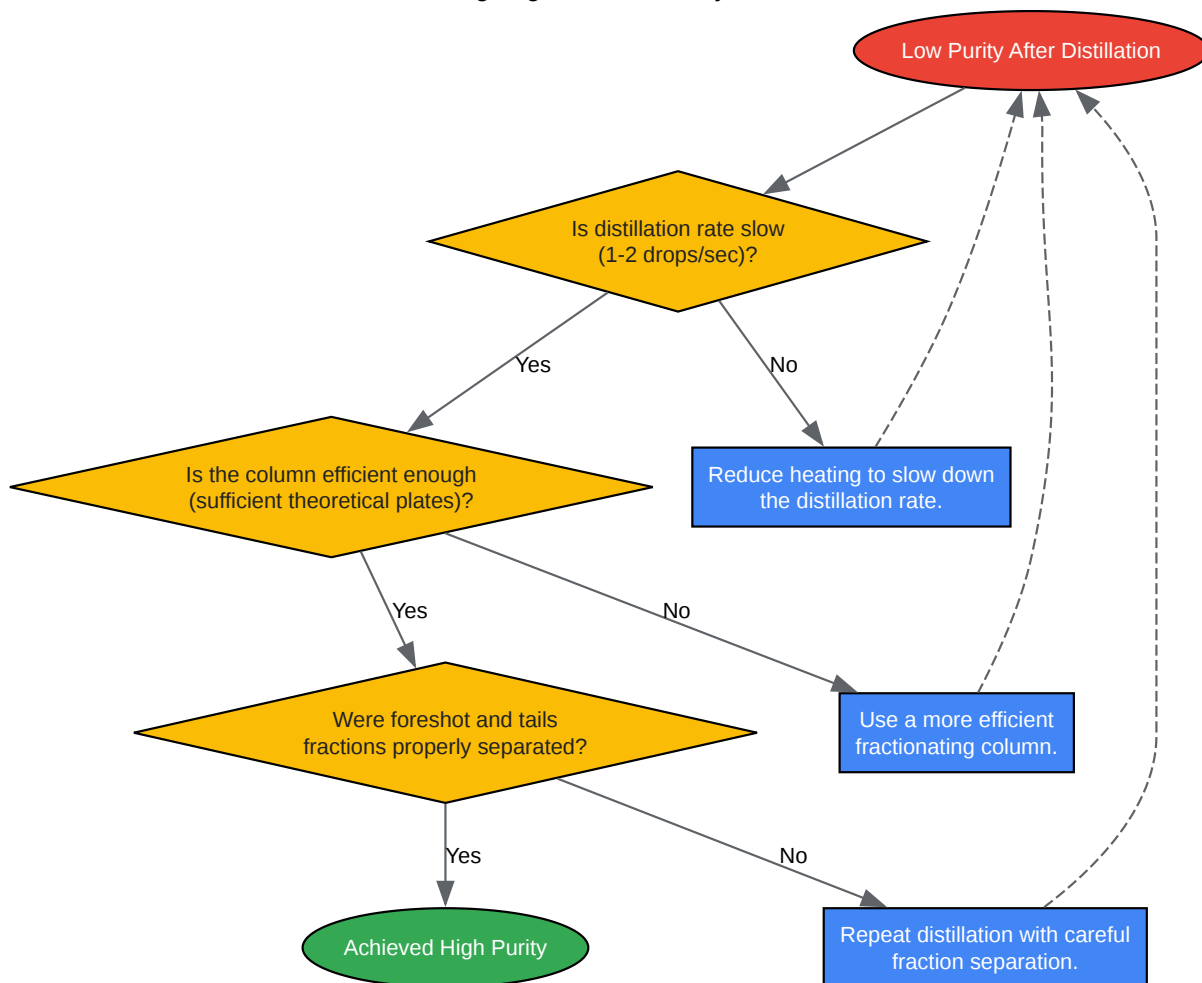 Low Purity After Distillation
Is distillation rate slow
(1-2 drops/sec)?
Yes
No
Is the column efficient enough
(sufficient theoretical plates)?
Reduce heating to slow down
the distillation rate.
Yes
No
Were foreshot and tails
fractions properly separated?
Use a more efficient
fractionating column.
Yes
No
Achieved High Purity
Repeat distillation with careful
fraction separation.